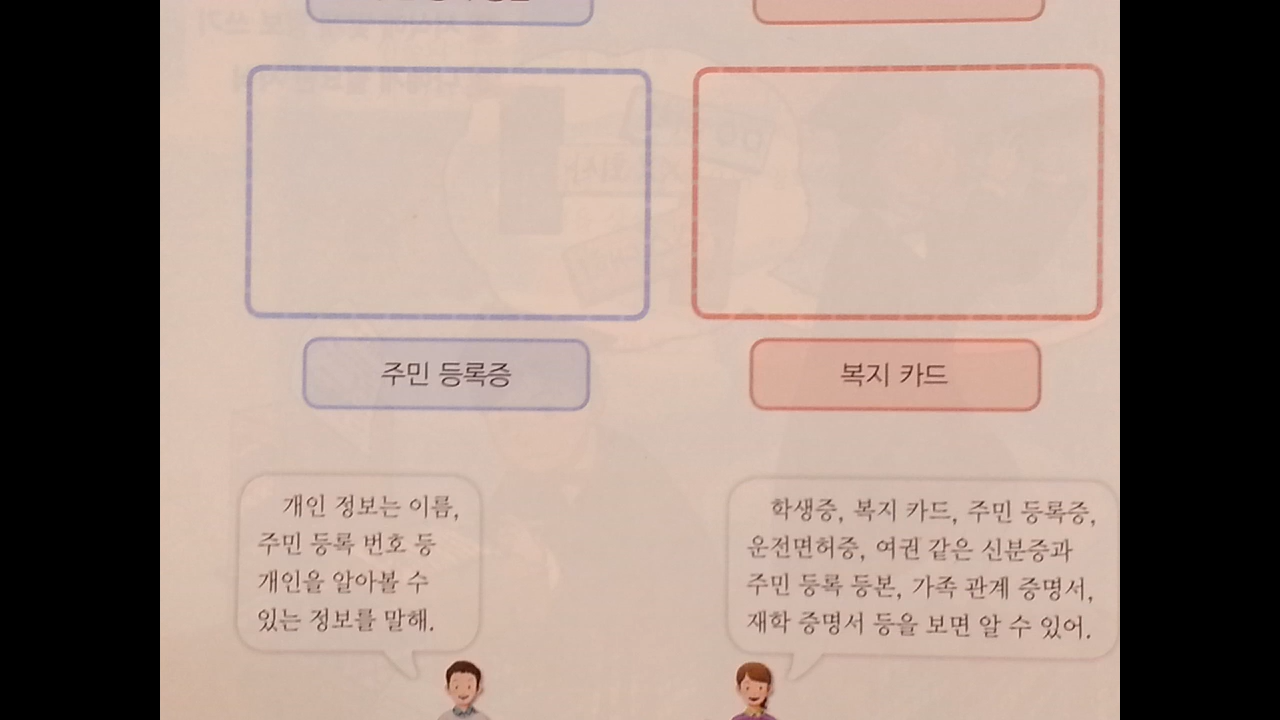 주민 등록증
복지 카드
개인 정보는 이름,
주민 등록 번호 등
개인을 알아볼 수
있는 정보를 말해.
학생증, 복지 카드, 주민 등록증,
운전면허증, 여권 같은 신분증과
주민 등록 등본, 가족 관계 증명서,
재학 증명서 등을 보면 알 수 있어.